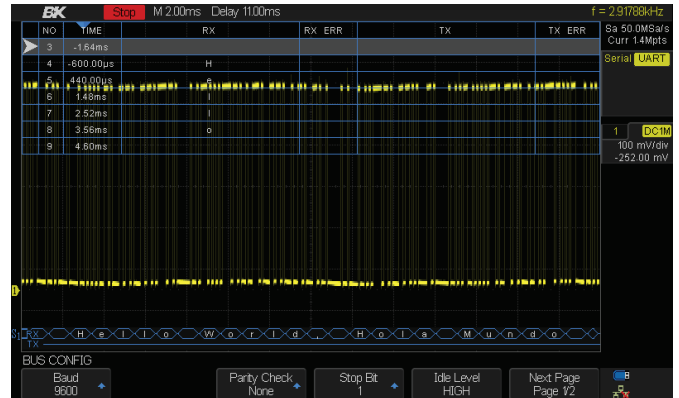 BK Stop M 2.00ms Delay 11.00ms f = 2.91788kHz
NO TIME RX RX ERR TX TX ERR
Sa 50.0MSa/s
Curr 1.4Mpts
3 -1.64ms
Serial UART
4 -600.00µs H
5 440.00µs e
6 1.48ms l
7 2.52ms l
8 3.56ms o
9 4.60ms
1 DC1M
100 mV/div
-252.00 mV
1
S1 RX H e l l o W o r l d , H o l a M u n d o
TX
BUS CONFIG
Baud Parity Check Stop Bit Idle Level Next Page
9600 None 1 HIGH Page 1/2